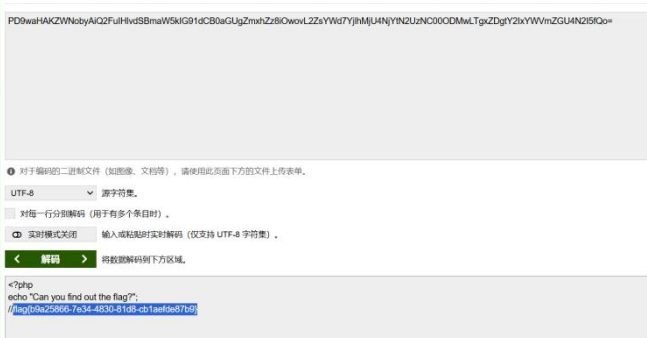 PD9waHAKZWNobyAiQ2FuIHlvdSBmaW5kIG91dCB0aGUgZmxhZz8iOwovL2ZsYWd7YjlhMjU4NjYtN2UzNC00ODMwLTgxZDgtY2IxYWVmZGU4N2I5fQo=
对于编码的二进制文件（如图像、文档等），请使用此页面下方的文件上传表单。
UTF-8 源字符集。
对每一行分别解码（用于有多个条目时）。
实时模式关闭 输入或粘贴时实时解码（仅支持 UTF-8 字符集）。
< 解码 > 将数据解码到下方区域。
<?php
echo "Can you find out the flag?";
//flag{b9a25866-7e34-4830-81d8-cb1aefde87b9}